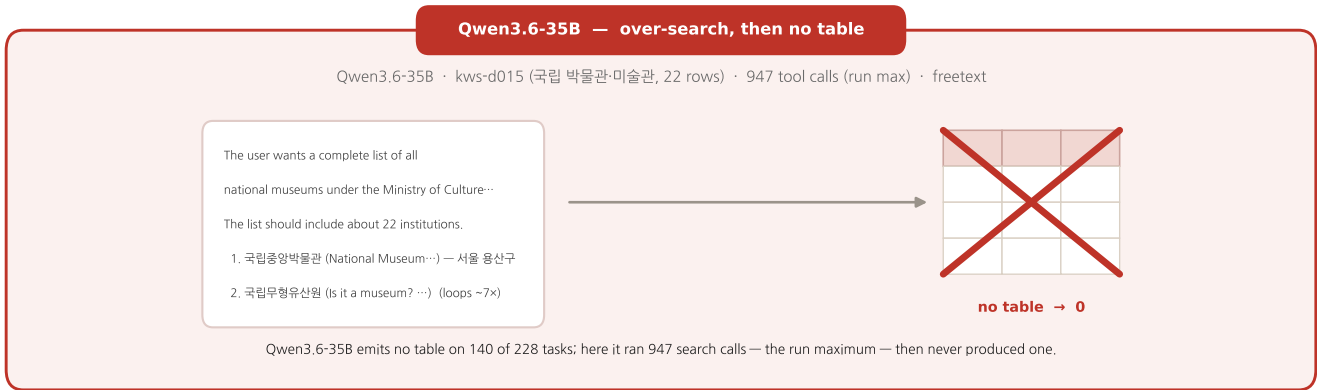 Qwen3.6-35B — over-search, then no table
Qwen3.6-35B · kws-d015 (국립 박물관·미술관, 22 rows) · 947 tool calls (run max) · freetext
The user wants a complete list of all
national museums under the Ministry of Culture···
The list should include about 22 institutions.
1. 국립중앙박물관 (National Museum···) — 서울 용산구
2. 국립무형유산원 (Is it a museum? ···) (loops ~7×)
no table → 0
Qwen3.6-35B emits no table on 140 of 228 tasks; here it ran 947 search calls — the run maximum — then never produced one.